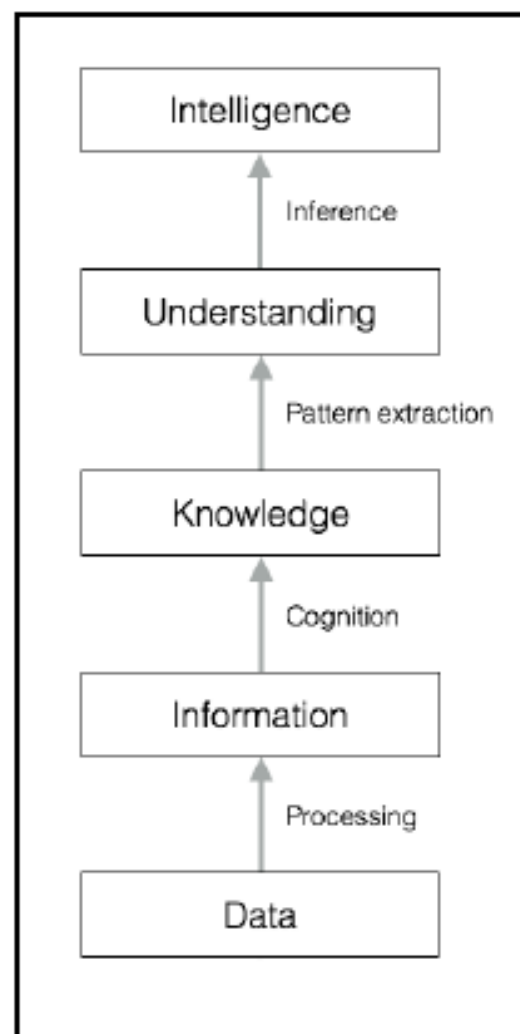 Intelligence
Inference
Understanding
Pattern extraction
Knowledge
Cognition
Information
Processing
Data